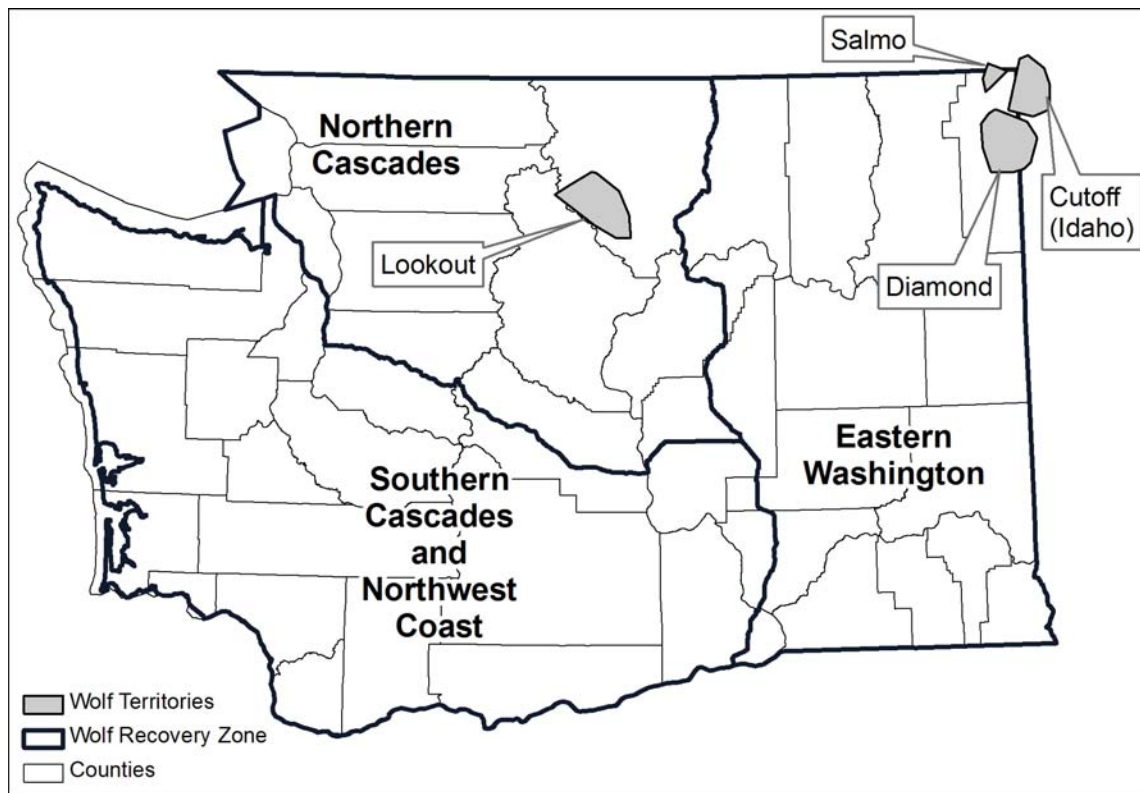 Salmo
Northern
Cascades
Cutoff
(Idaho)
Lookout
Diamond
Eastern
Washington
Southern
Cascades
and
Northwest
Coast
Wolf Territories
Wolf Recovery Zone
Counties